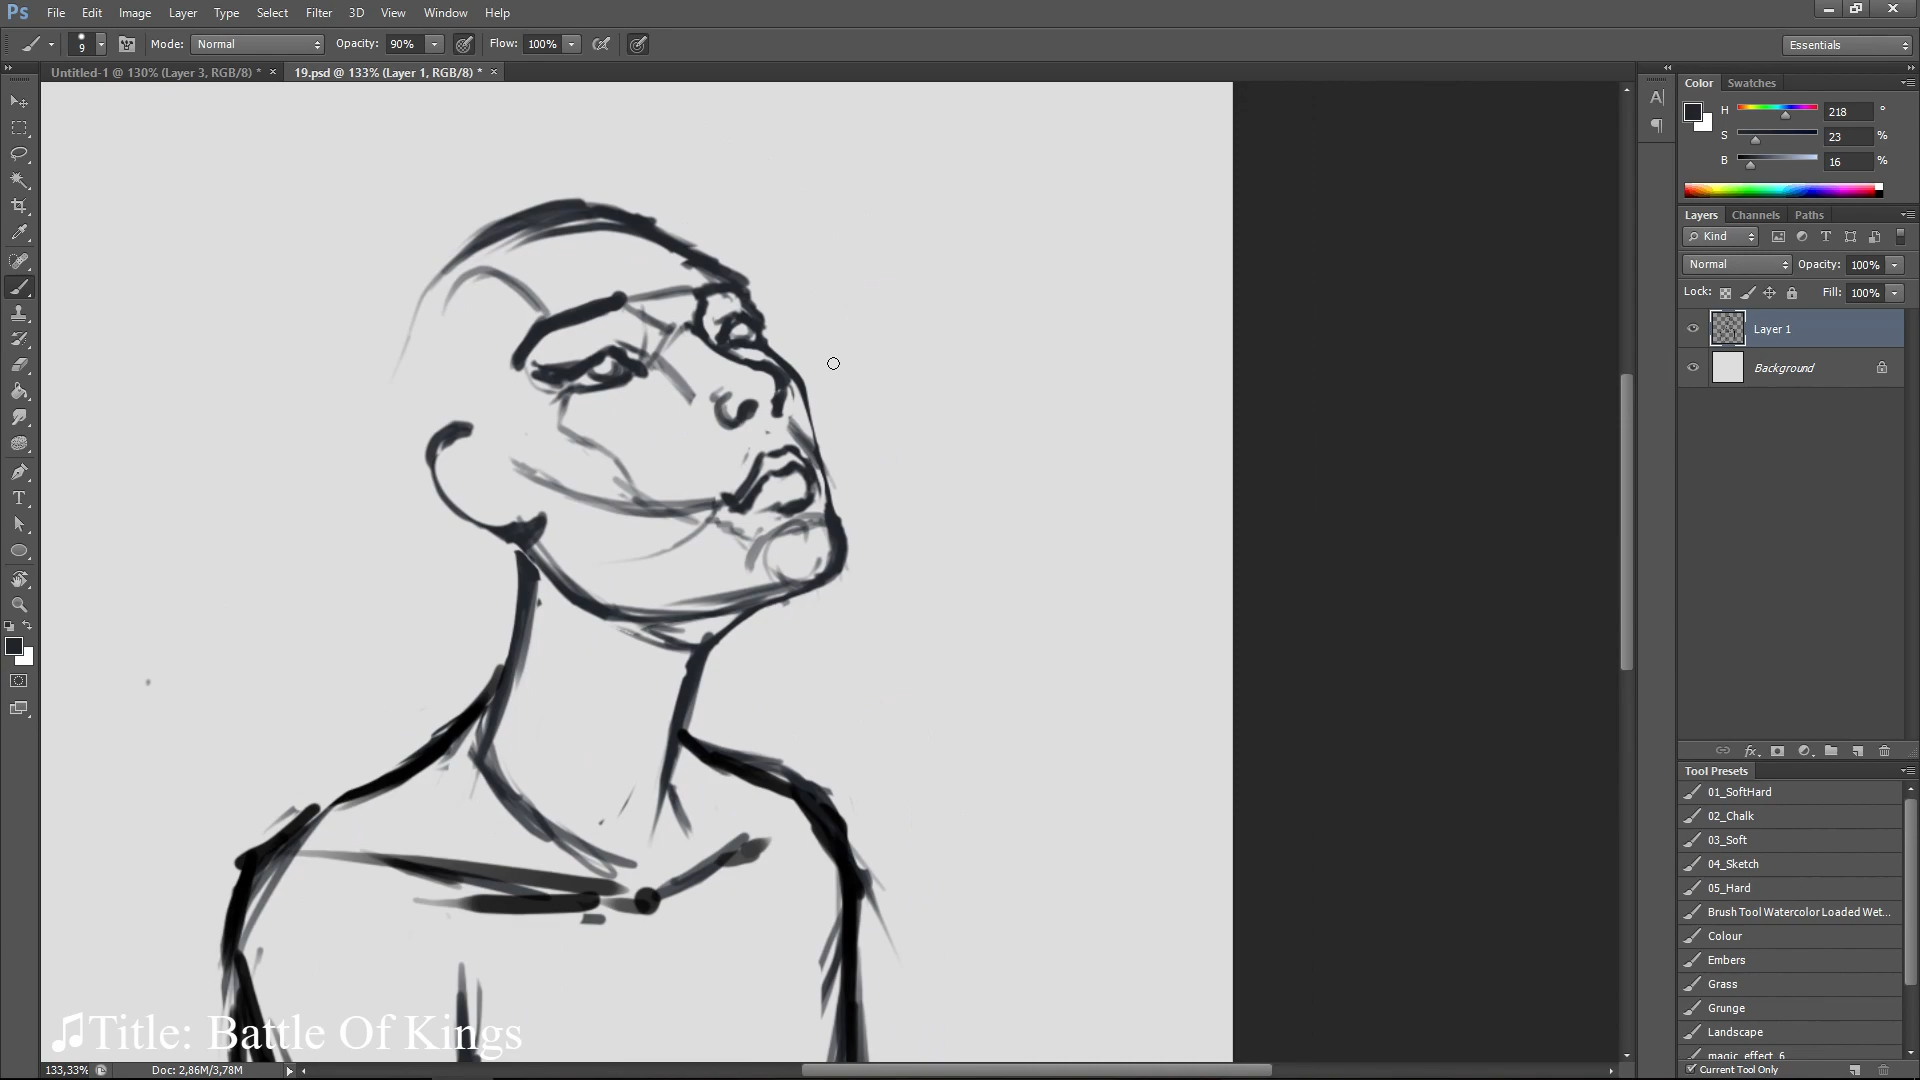 Ps File Edit Image Layer Type Select Filter 3D View Window Help
9 Mode: Normal Opacity: 90% Flow: 100% Essentials
Untitled-1 @ 130% (Layer 3, RGB/8) * × 19.psd @ 133% (Layer 1, RGB/8) * ×
Color Swatches
H 218 °
S 23 %
B 16 %
Layers Channels Paths
Kind T
Normal Opacity: 100%
Lock: Fill: 100%
Layer 1
Background
fx
Tool Presets
01_SoftHard
02_Chalk
03_Soft
04_Sketch
05_Hard
Brush Tool Watercolor Loaded Wet...
Colour
Embers
Grass
Grunge
Landscape
magic_effect_6
Current Tool Only
♫Title: Battle Of Kings
133,33% Doc: 2,86M/3,78M